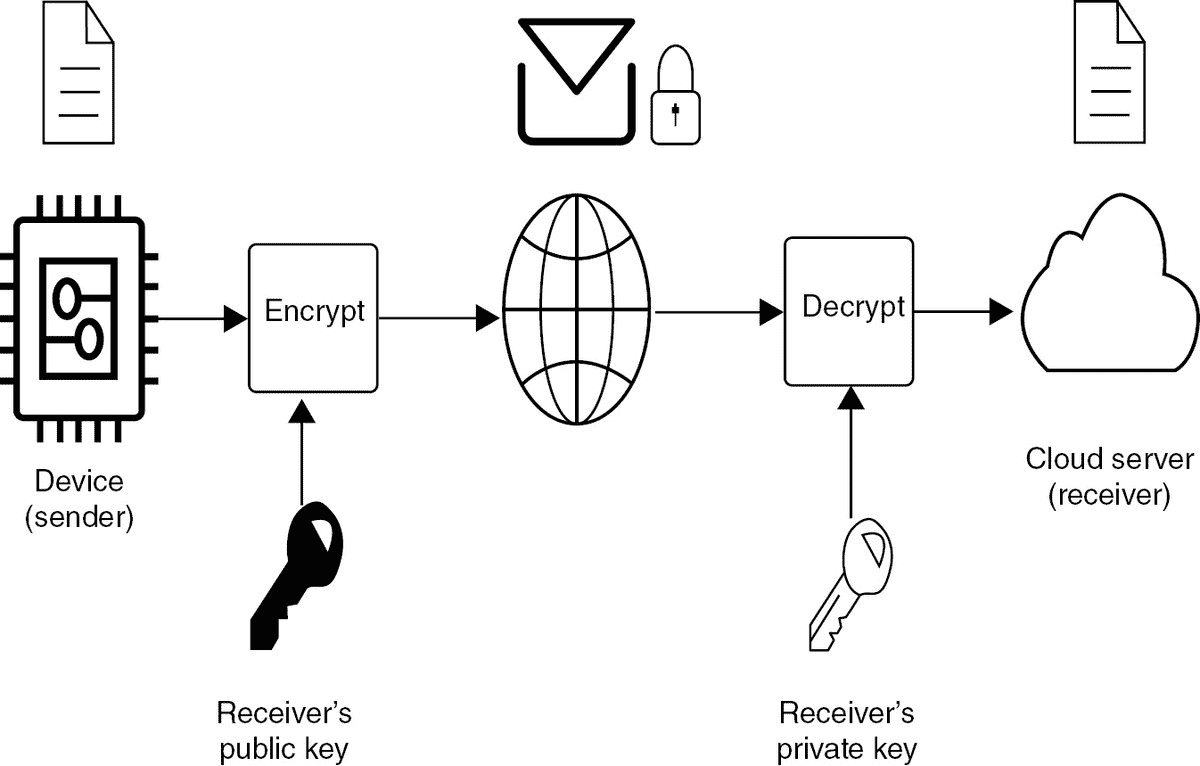 Encrypt
Decrypt
Device
(sender)
Cloud server
(receiver)
Receiver’s
public key
Receiver’s
private key